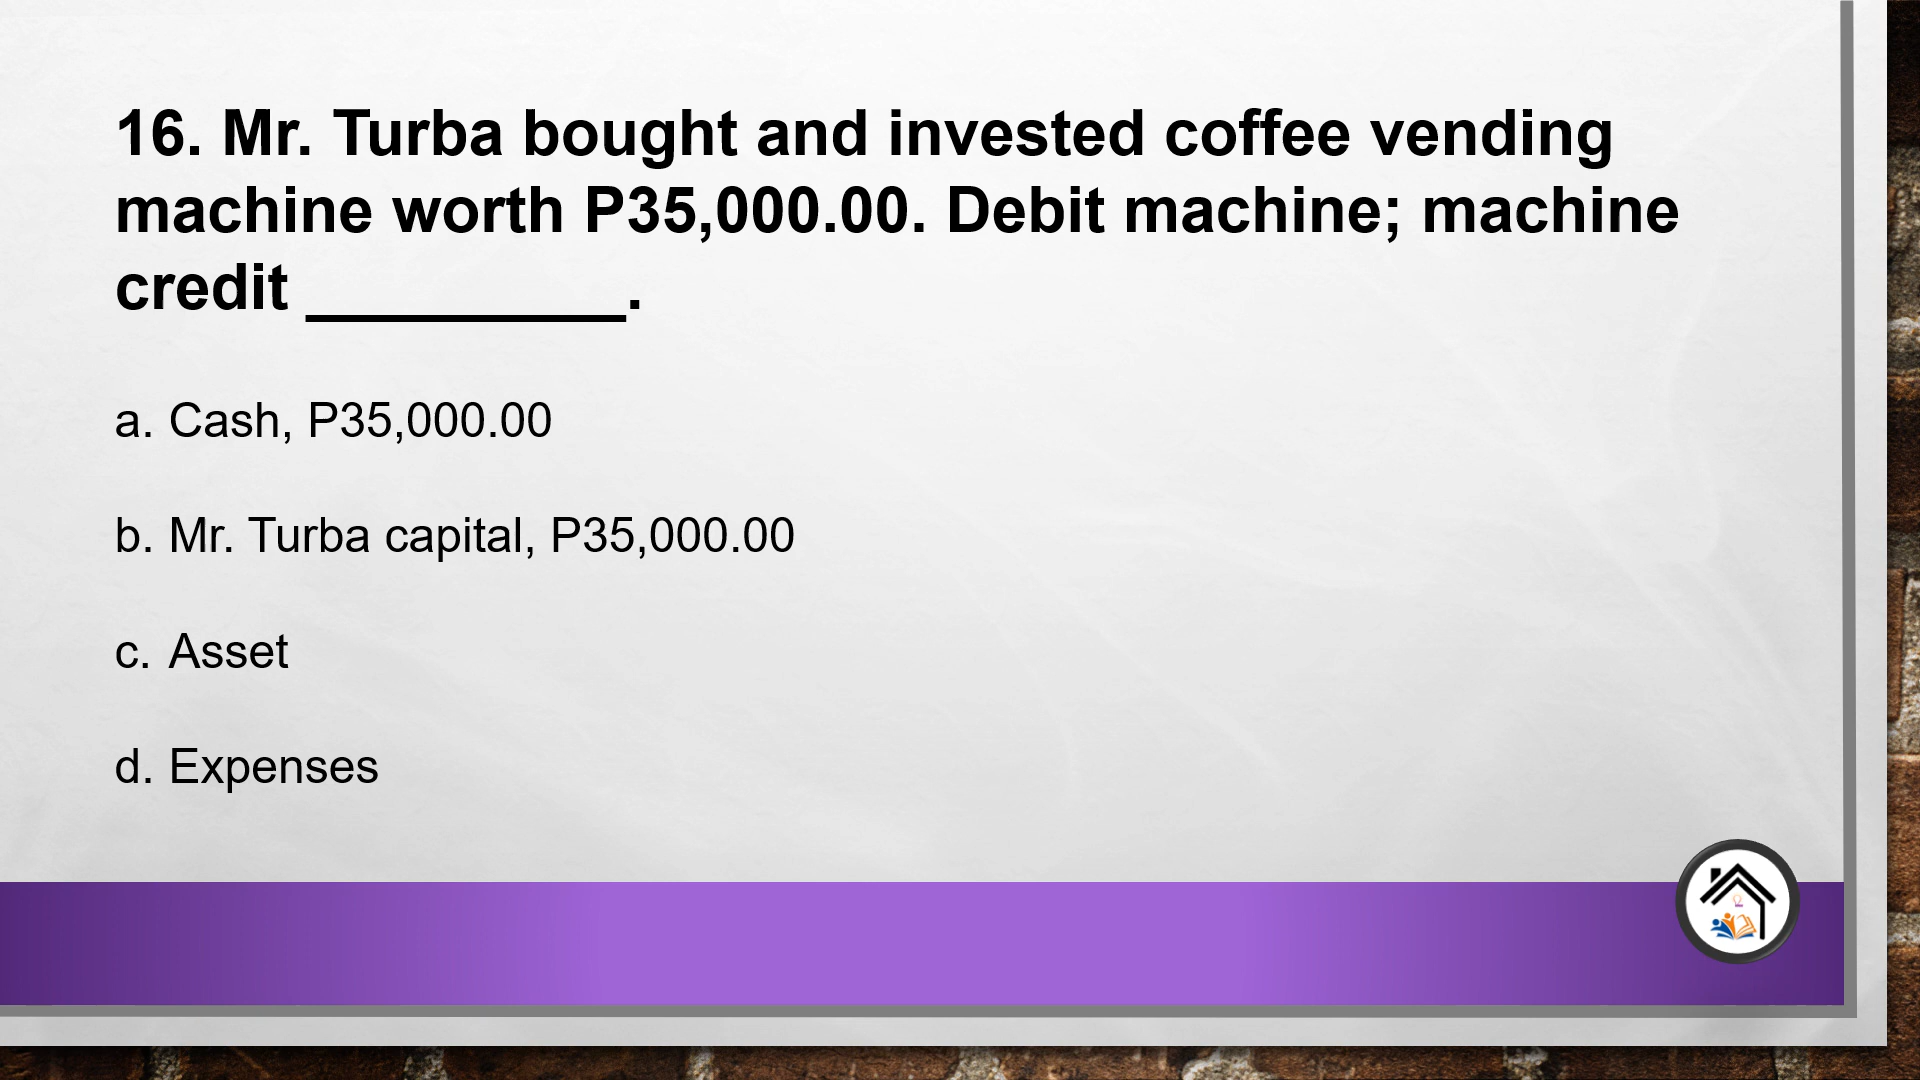 16. Mr. Turba bought and invested coffee vending
machine worth P35,000.00. Debit machine; machine
credit _________.
a. Cash, P35,000.00
b. Mr. Turba capital, P35,000.00
c. Asset
d. Expenses